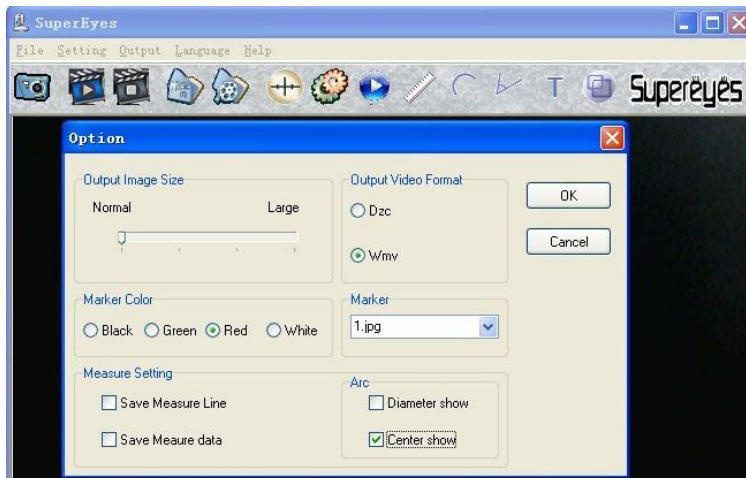 SuperEyes
File Setting Output Language Help
T Supereyës
Option
Output Image Size
Normal Large
Output Video Format
Dzc
Wmv
OK
Cancel
Marker Color
Black Green Red White
Marker
1.jpg
Measure Setting
Save Measure Line
Save Meaure data
Arc
Diameter show
Center show